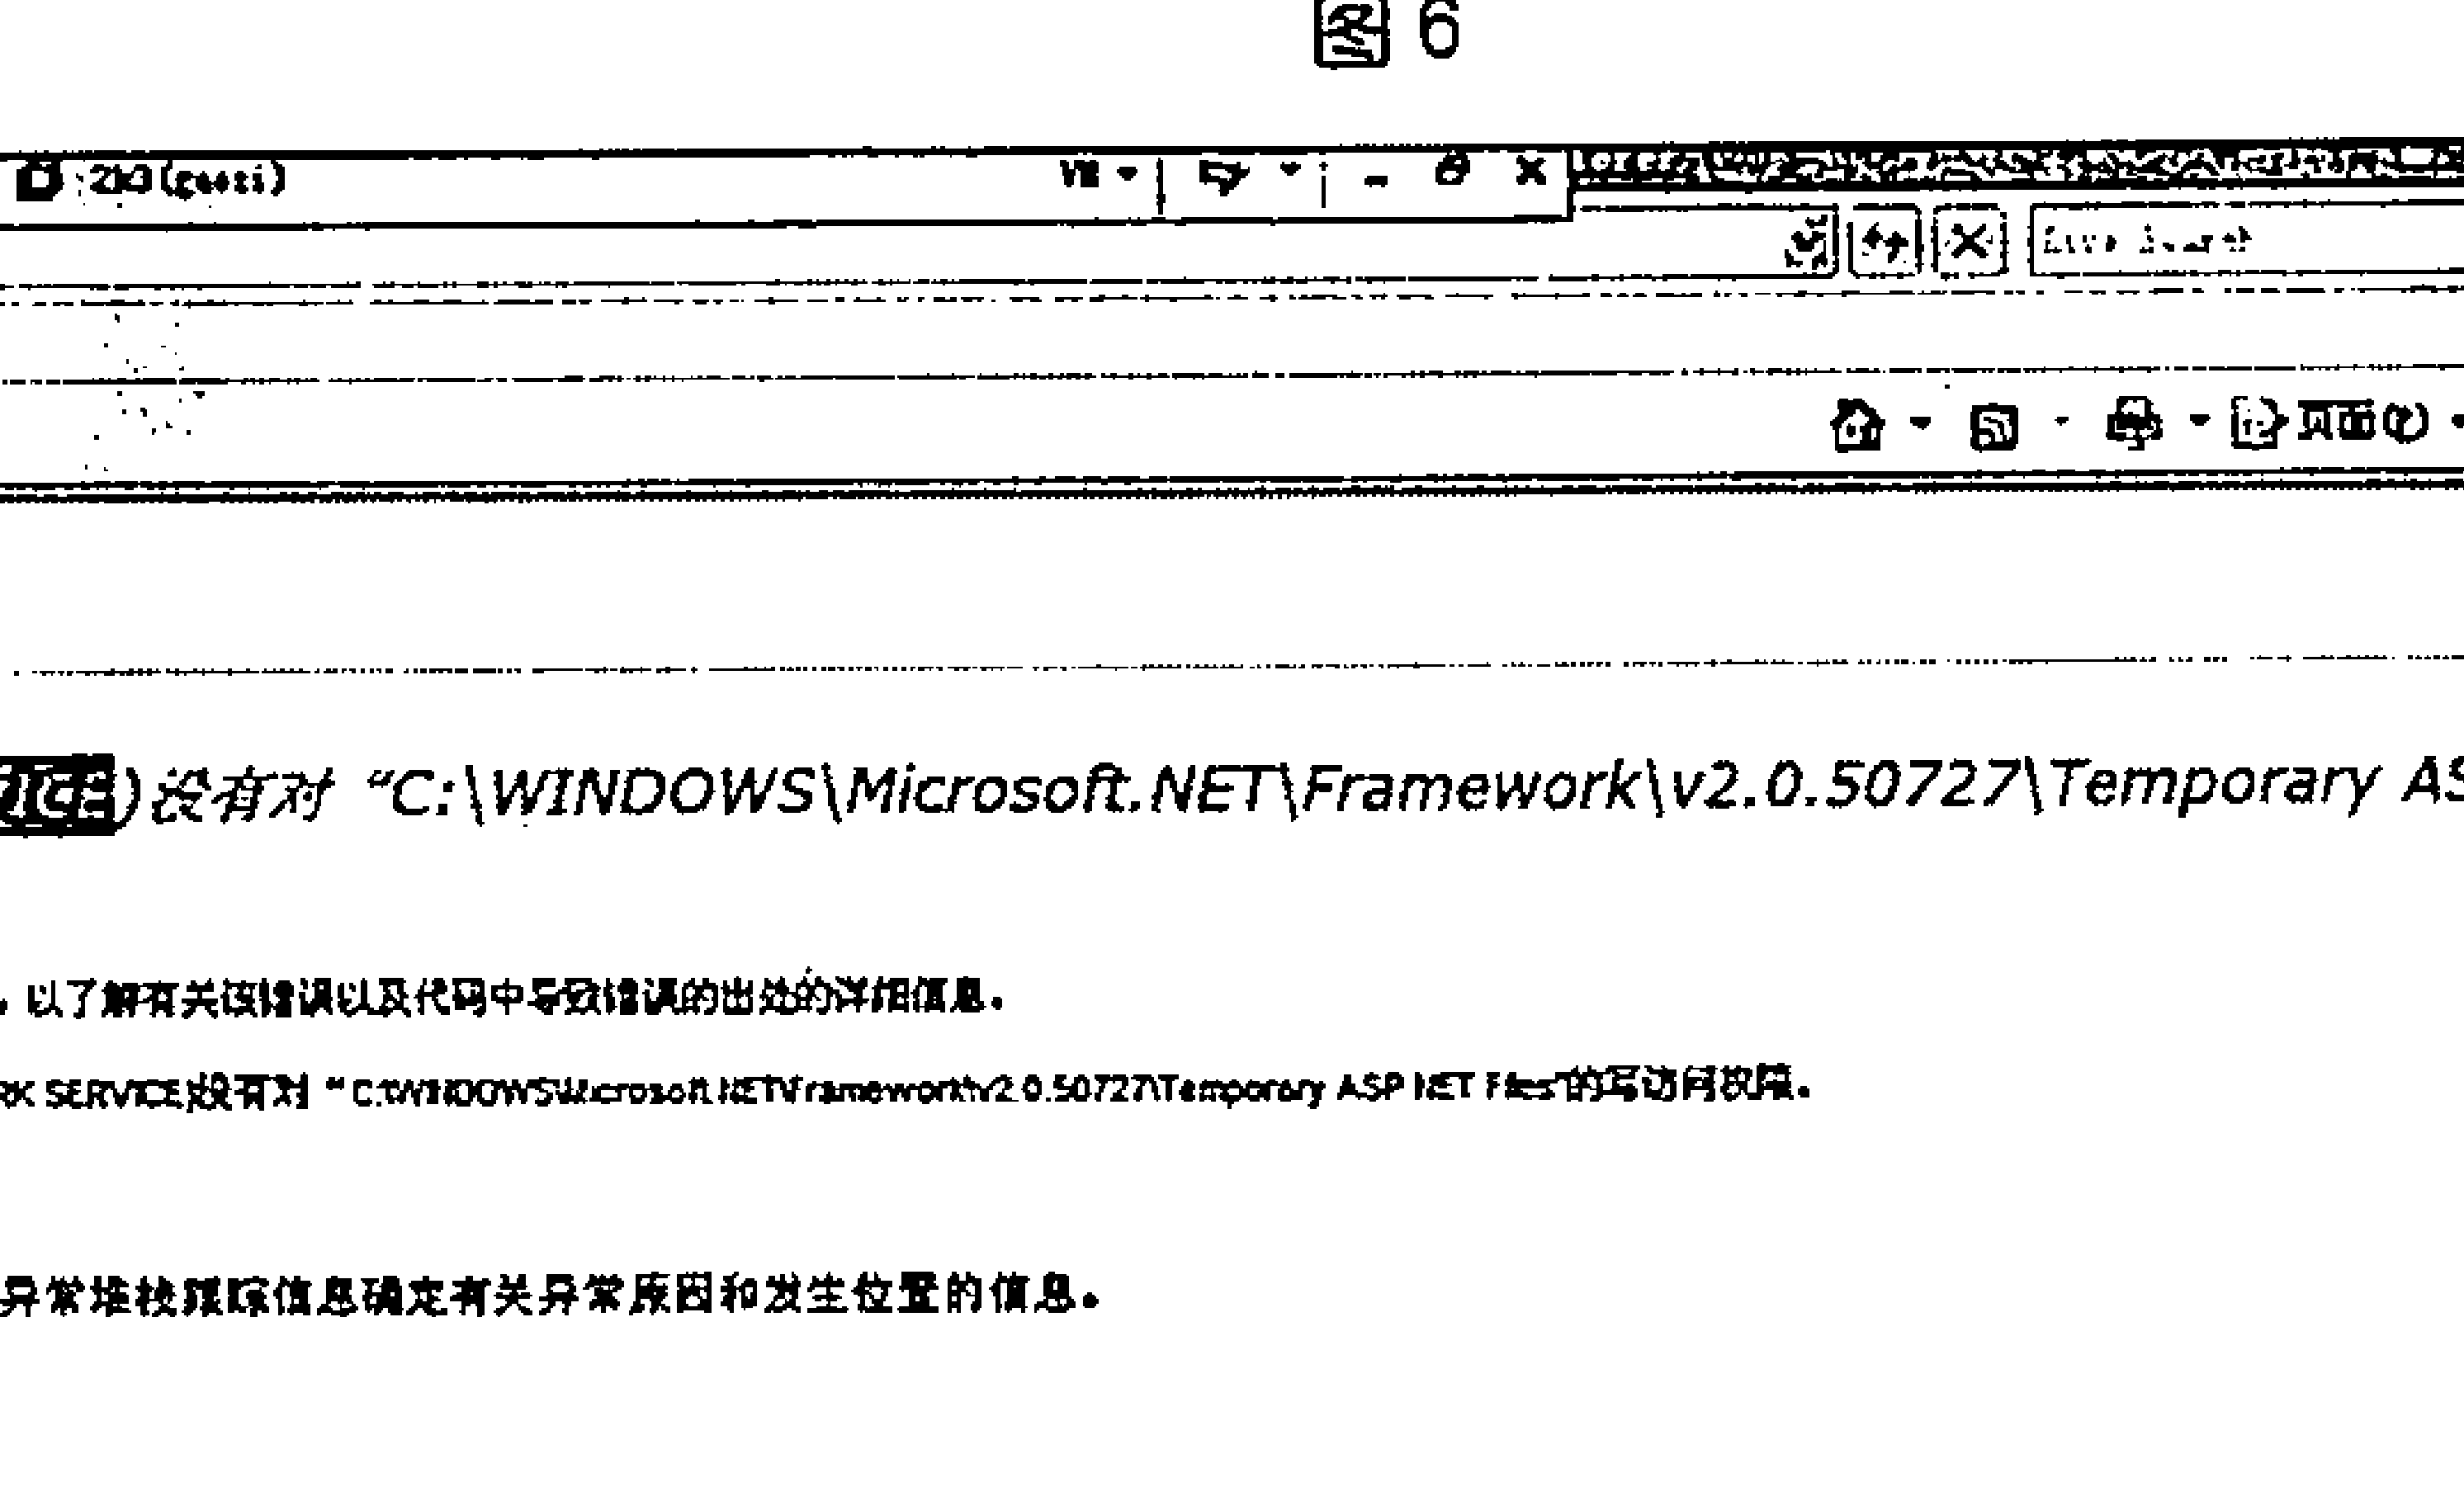 图 6
2k3(gaoti)
Live Search
)没有对 “C:\WINDOWS\Microsoft.NET\Framework\v2.0.50727\Temporary AS
以了解有关该错误以及代码中导致错误的出处的详细信息。
RK SERVICE)没有对 “C:\WINDOWS\Microsoft.NET\Framework\v2.0.50727\Temporary ASP.NET Files”的写访问权限。
异常堆栈跟踪信息确定有关异常原因和发生位置的信息。